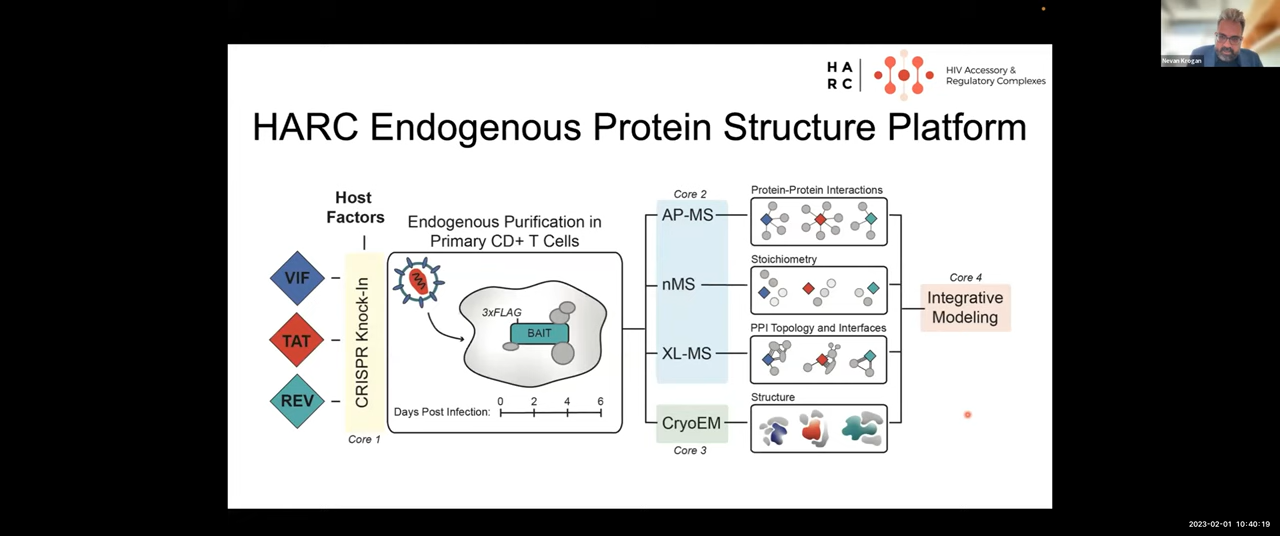 Nevan Krogan
HA
RC
HIV Accessory &
Regulatory Complexes
HARC Endogenous Protein Structure Platform
Host
Factors
VIF
TAT
REV
CRISPR Knock-In
Core 1
Endogenous Purification in
Primary CD+ T Cells
3xFLAG
BAIT
Days Post Infection:
0 2 4 6
Core 2
AP-MS
nMS
XL-MS
CryoEM
Core 3
Protein-Protein Interactions
Stoichiometry
PPI Topology and Interfaces
Structure
Core 4
Integrative
Modeling
2023-02-01 10:40:19